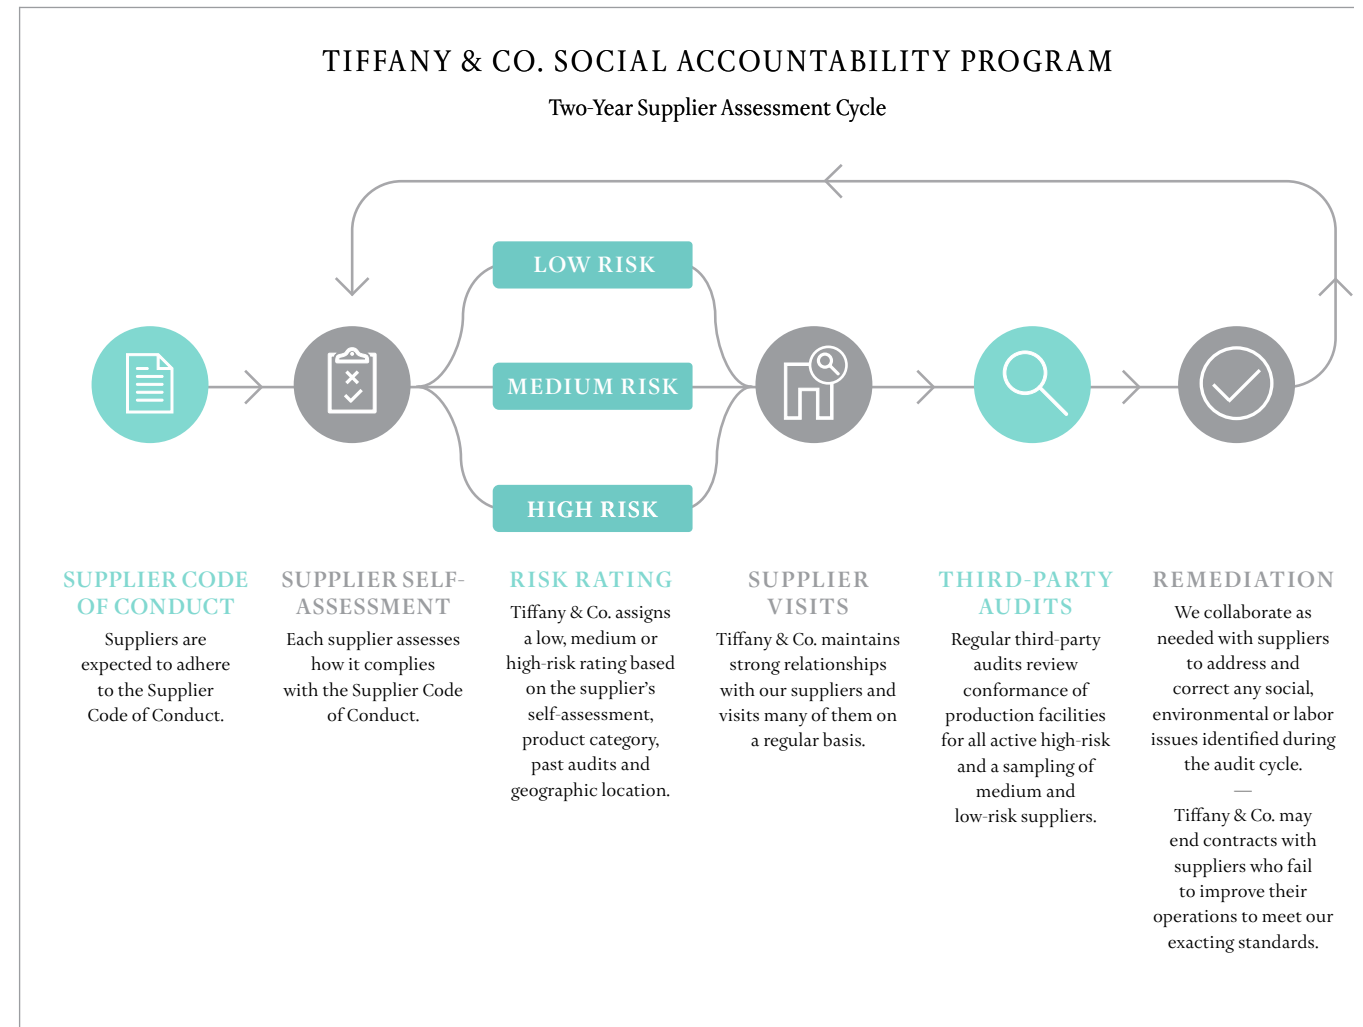 TIFFANY & CO. SOCIAL ACCOUNTABILITY PROGRAM
Two-Year Supplier Assessment Cycle
LOW RISK
MEDIUM RISK
HIGH RISK
SUPPLIER CODE
OF CONDUCT
Suppliers are
expected to adhere
to the Supplier
Code of Conduct.
SUPPLIER SELF-
ASSESSMENT
Each supplier assesses
how it complies
with the Supplier Code
of Conduct.
RISK RATING
Tiffany & Co. assigns
a low, medium or
high-risk rating based
on the supplier’s
self-assessment,
product category,
past audits and
geographic location.
SUPPLIER
VISITS
Tiffany & Co. maintains
strong relationships
with our suppliers and
visits many of them on
a regular basis.
THIRD-PARTY
AUDITS
Regular third-party
audits review
conformance of
production facilities
for all active high-risk
and a sampling of
medium and
low-risk suppliers.
REMEDIATION
We collaborate as
needed with suppliers
to address and
correct any social,
environmental or labor
issues identified during
the audit cycle.
—
Tiffany & Co. may
end contracts with
suppliers who fail
to improve their
operations to meet our
exacting standards.